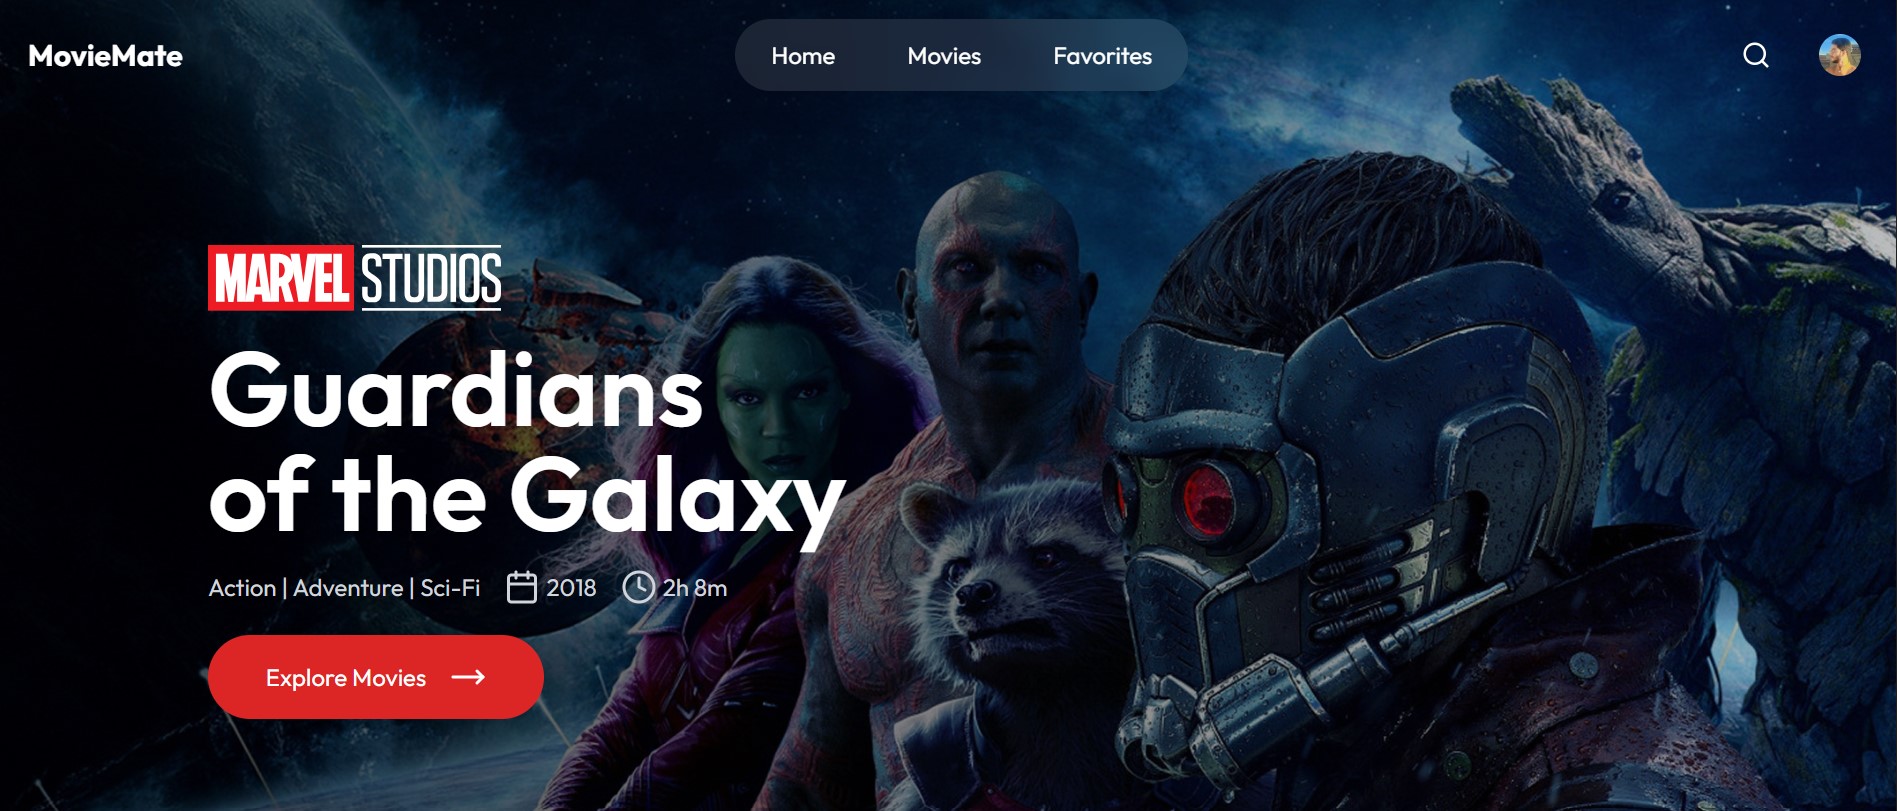 MovieMate
Home Movies Favorites
MARVEL STUDIOS
Guardians
of the Galaxy
Action | Adventure | Sci-Fi 2018 2h 8m
Explore Movies